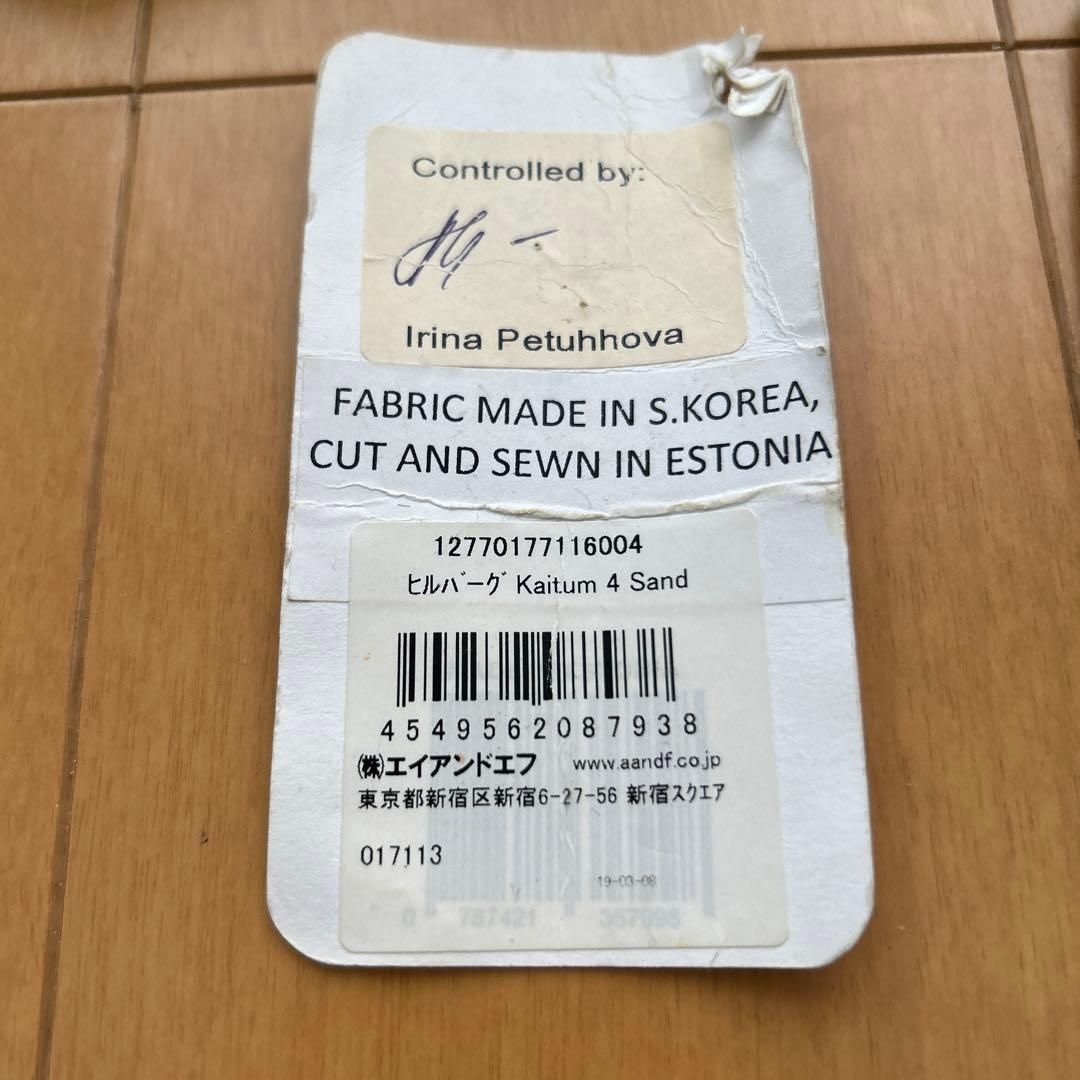 Controlled by:
Irina Petuhhova
FABRIC MADE IN S.KOREA,
CUT AND SEWN IN ESTONIA
12770177116004
ﾋﾙﾊﾞｰｸﾞ Kaitum 4 Sand
4549562087938
㈱エイアンドエフ www.aandf.co.jp
東京都新宿区新宿6-27-56 新宿ｽｸｴｱ
017113
19-03-08
0 787421